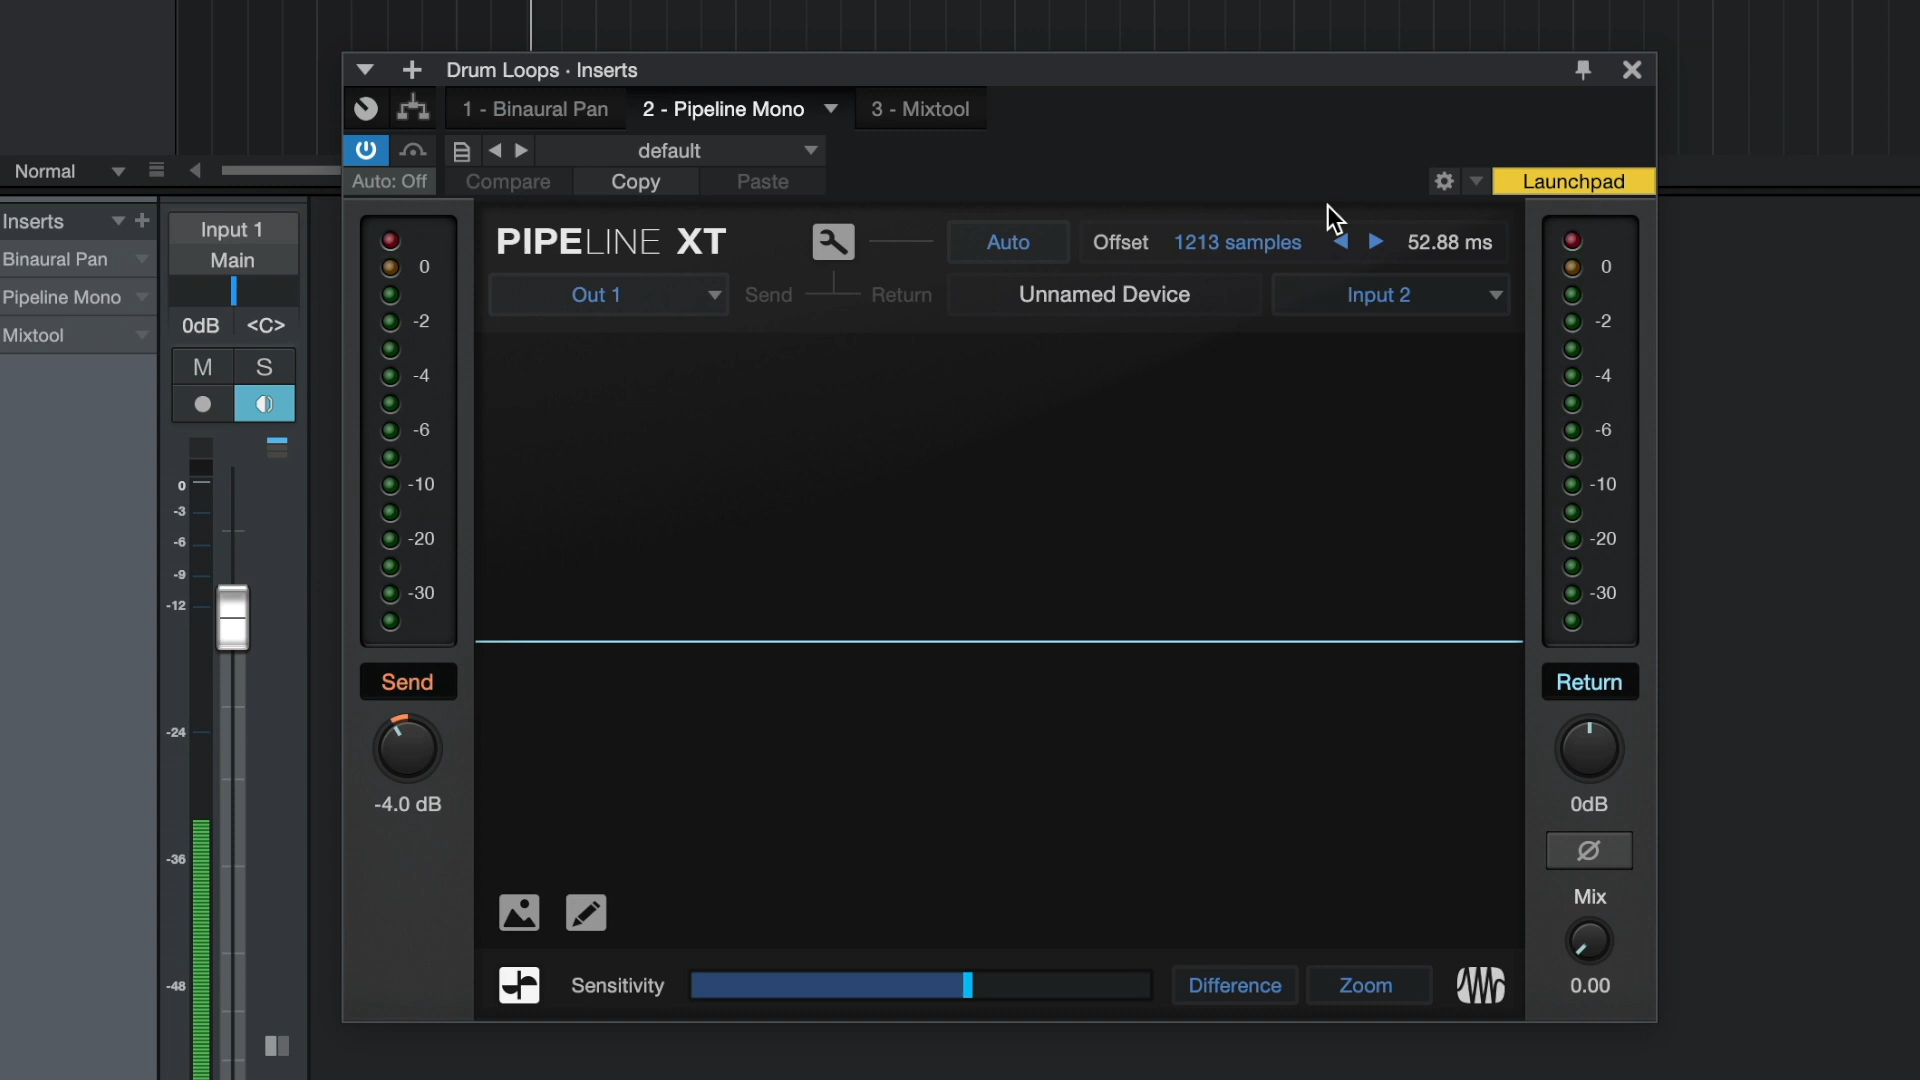 Drum Loops · Inserts
1 - Binaural Pan
2 - Pipeline Mono
3 - Mixtool
default
Auto: Off
Compare
Copy
Paste
Launchpad
Normal
Inserts
Binaural Pan
Pipeline Mono
Mixtool
Input 1
Main
0dB
<C>
M
S
0
-3
-6
-9
-12
-24
-36
-48
PIPELINE XT
Auto
Offset
1213 samples
52.88 ms
Out 1
Send
Return
Unnamed Device
Input 2
0
-2
-4
-6
-10
-20
-30
Send
-4.0 dB
0
-2
-4
-6
-10
-20
-30
Return
0dB
Ø
Mix
0.00
Sensitivity
Difference
Zoom